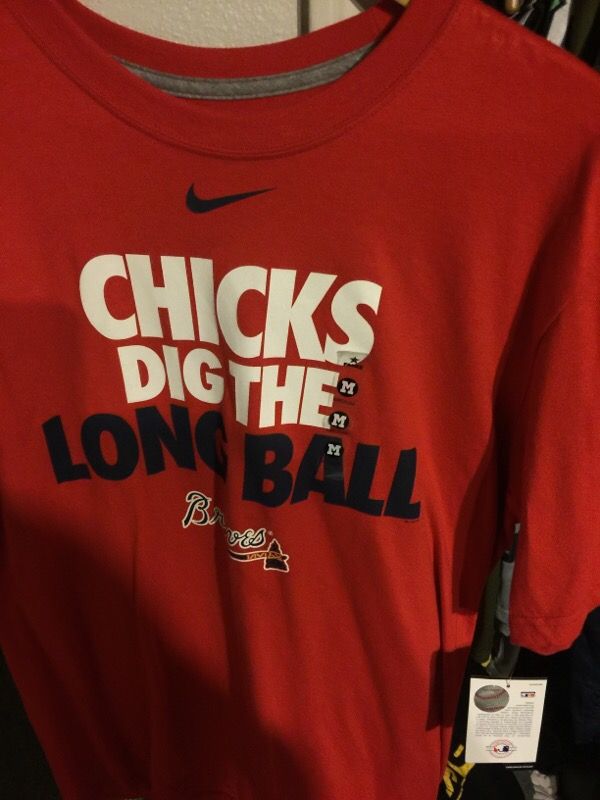 CHICKS
DIG THE
LONG BALL
Braves
M
M
M